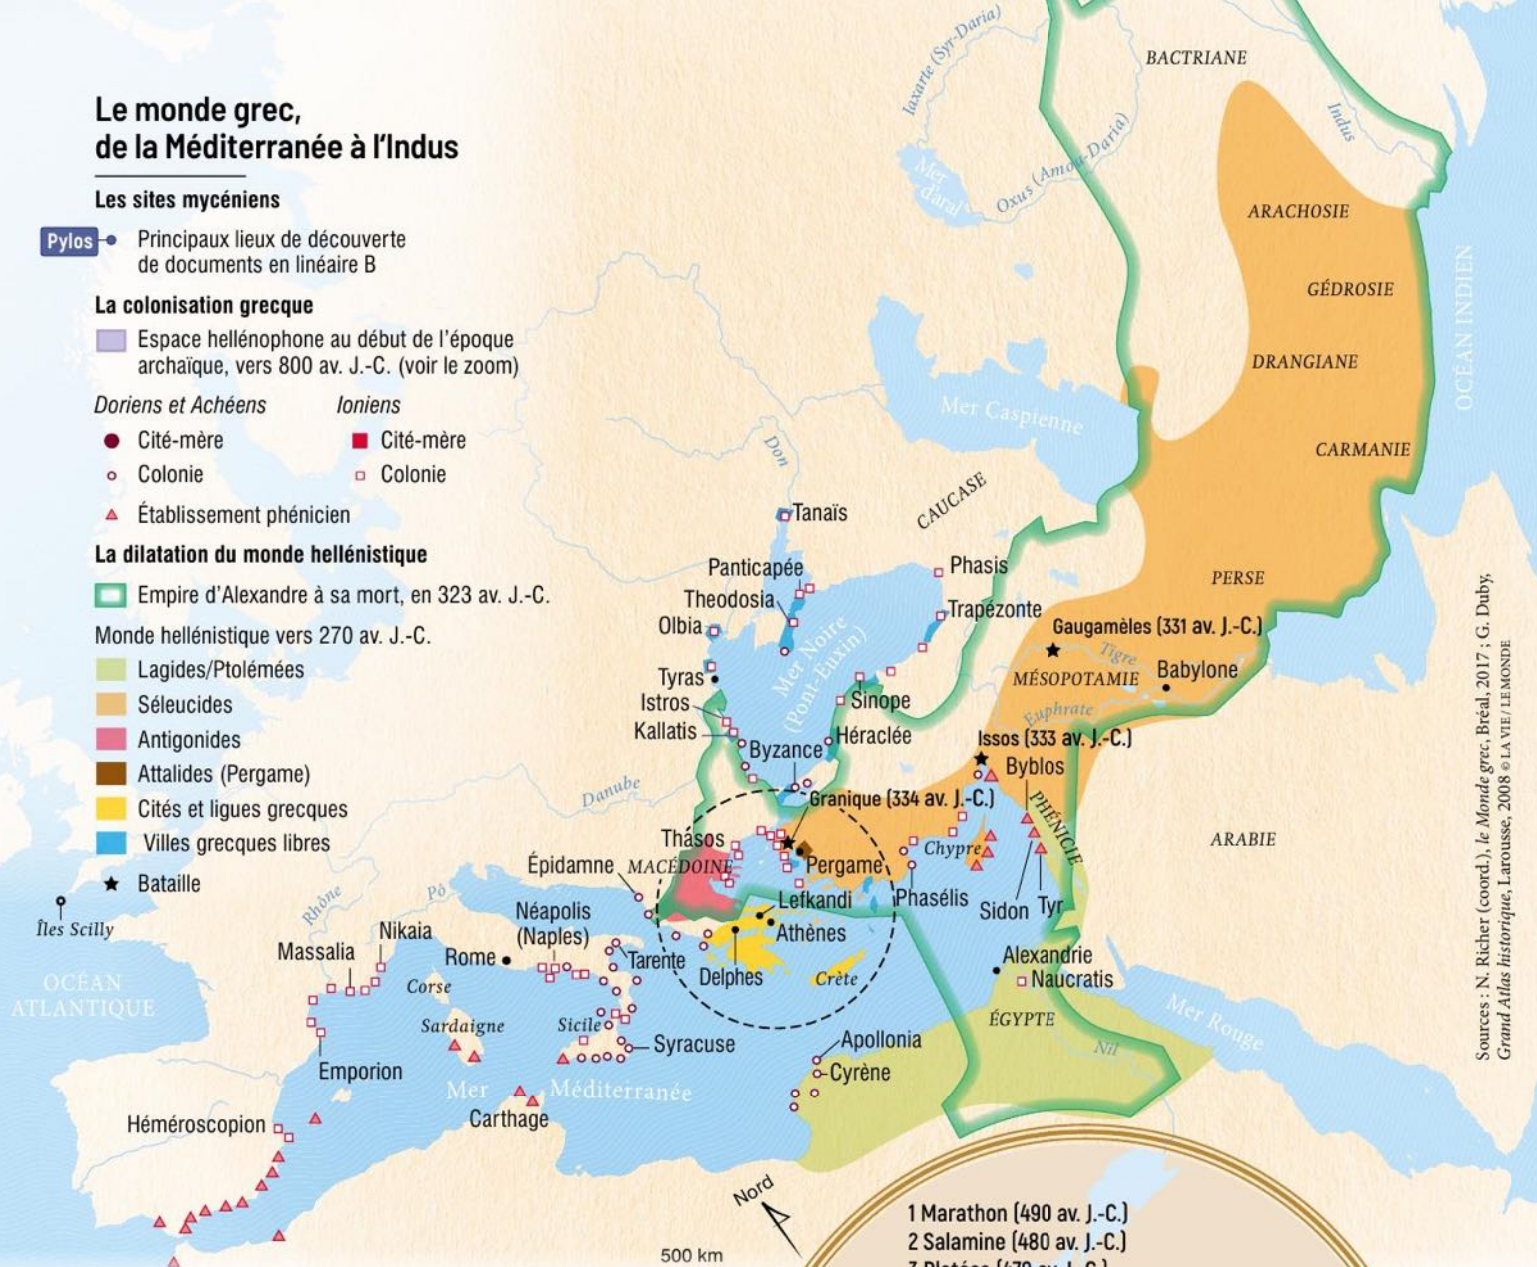 Le monde grec,
de la Méditerranée à l'Indus
Les sites mycéniens
Pylos
Principaux lieux de découverte
de documents en linéaire B
La colonisation grecque
Espace hellénophone au début de l'époque
archaïque, vers 800 av. J.-C. (voir le zoom)
Doriens et Achéens
Ioniens
Cité-mère
Cité-mère
Colonie
Colonie
Établissement phénicien
La dilatation du monde hellénistique
Empire d'Alexandre à sa mort, en 323 av. J.-C.
Monde hellénistique vers 270 av. J.-C.
Lagides/Ptolémées
Séleucides
Antigonides
Attalides (Pergame)
Cités et ligues grecques
Villes grecques libres
Bataille
Îles Scilly
OCÉAN
ATLANTIQUE
Iaxarte (Syr-Daria)
Mer
d'aral
Oxus (Amou-Daria)
BACTRIANE
Indus
ARACHOSIE
GÉDROSIE
DRANGIANE
CARMANIE
OCÉAN INDIEN
Mer Caspienne
Don
CAUCASE
Tanaïs
Panticapée
Theodosia
Olbia
Tyras
Istros
Kallatis
Phasis
Trapézonte
Mer Noire
(Pont-Euxin)
Sinope
Héraclée
Byzance
PERSE
Gaugamèles (331 av. J.-C.)
Tigre
MÉSOPOTAMIE
Babylone
Euphrate
Issos (333 av. J.-C.)
Byblos
PHÉNICIE
Danube
Granique (334 av. J.-C.)
Thasos
Épidamne
MACÉDOINE
Pergame
Chypre
ARABIE
Phasélis
Sidon
Tyr
Lefkandi
Athènes
Delphes
Crète
Rhône
Pô
Nikaia
Massalia
Néapolis
(Naples)
Rome
Tarente
Corse
Sardaigne
Sicile
Syracuse
Emporion
Mer
Méditerranée
Carthage
Héméroscopion
Apollonia
Cyrène
Alexandrie
Naucratis
ÉGYPTE
Nil
Mer Rouge
Nord
500 km
1 Marathon (490 av. J.-C.)
2 Salamine (480 av. J.-C.)
3 Platées (479 av. J.-C.)
Sources : N. Richer (coord.), le Monde grec, Bréal, 2017 ; G. Duby,
Grand Atlas historique, Larousse, 2008 © LA VIE / LE MONDE